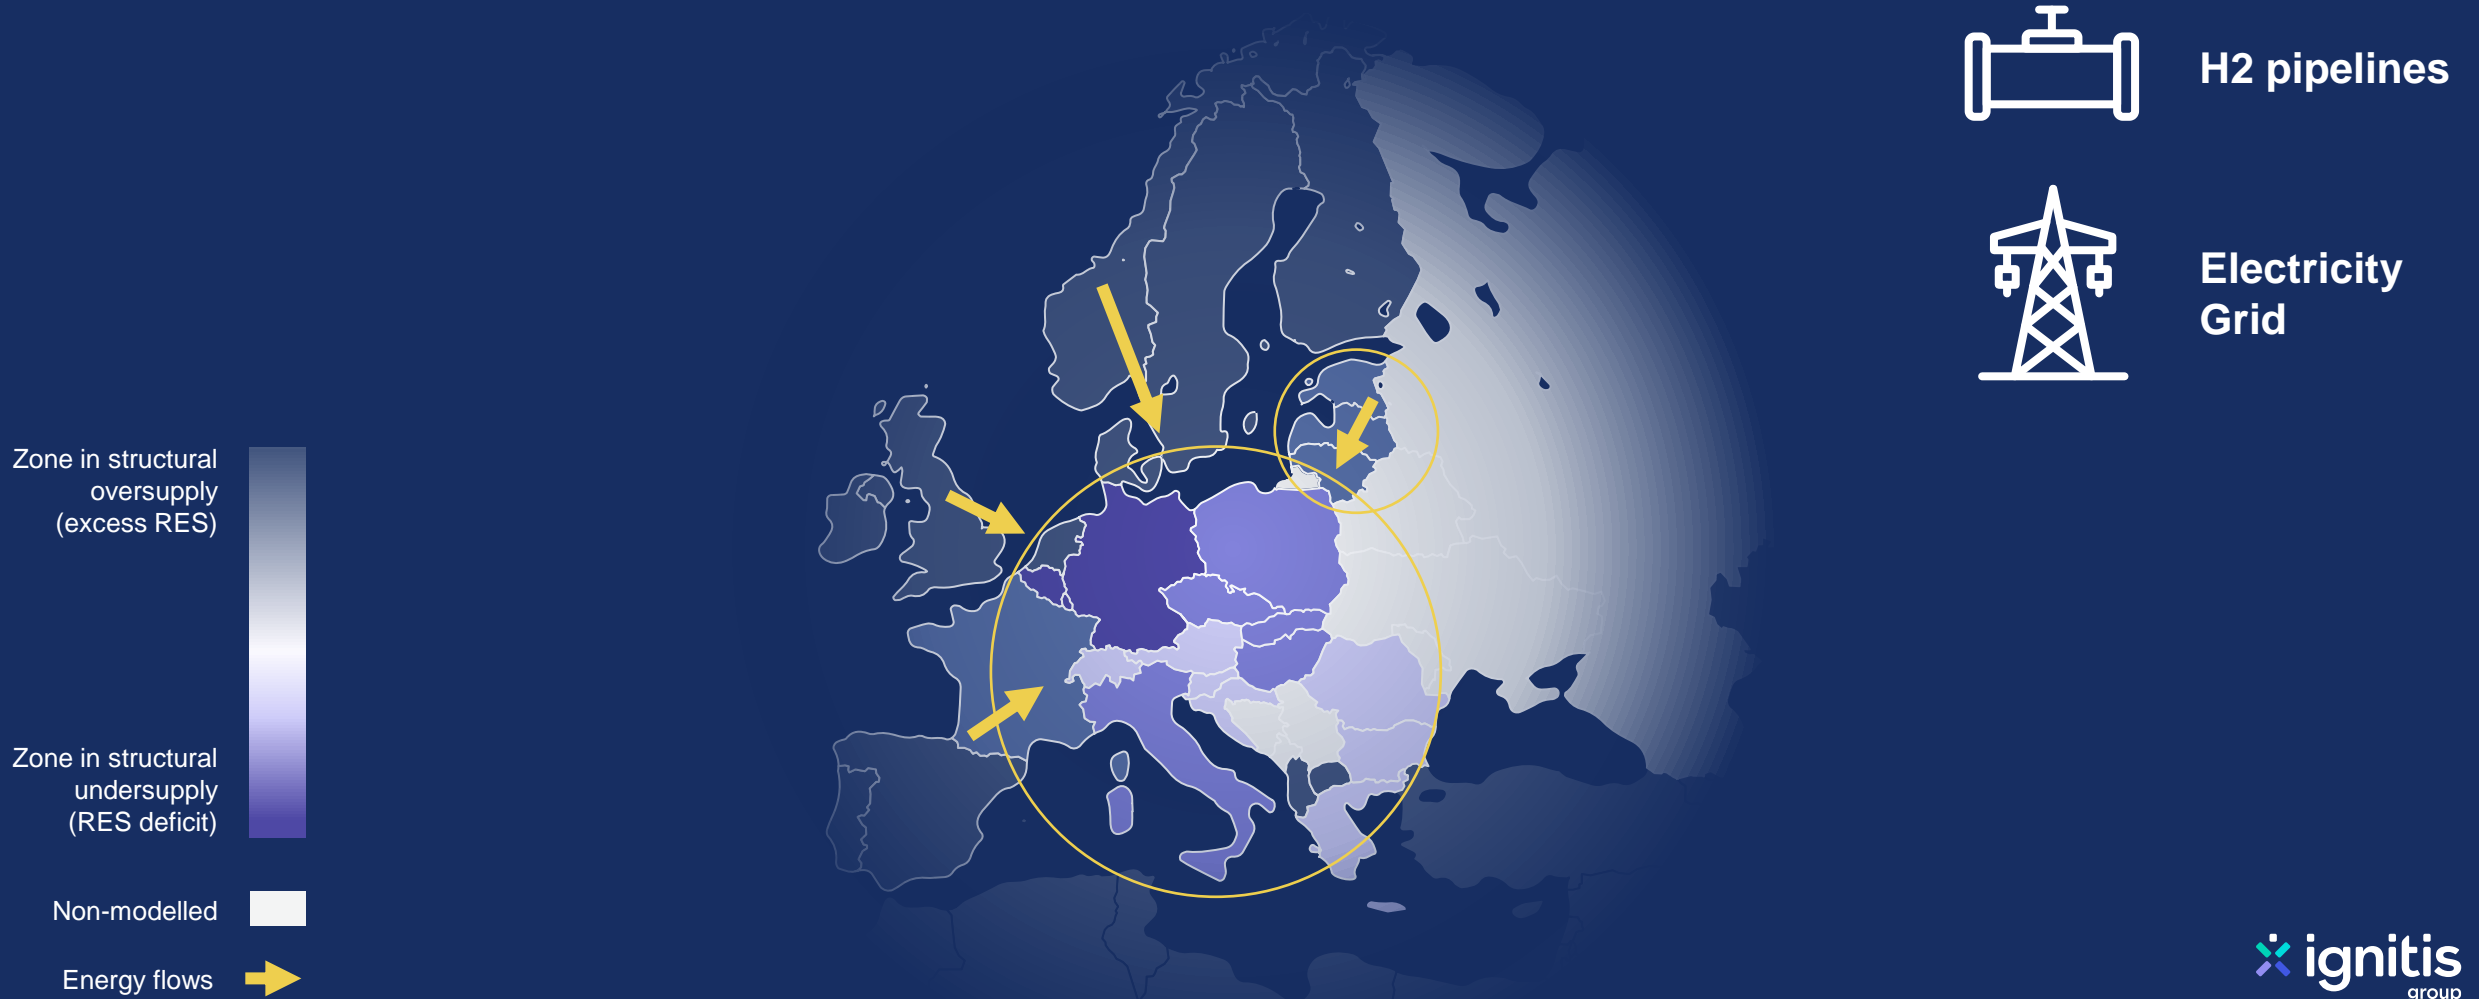 H2 pipelines
Electricity
Grid
Zone in structural
oversupply
(excess RES)
Zone in structural
undersupply
(RES deficit)
Non-modelled
Energy flows
ignitis
group